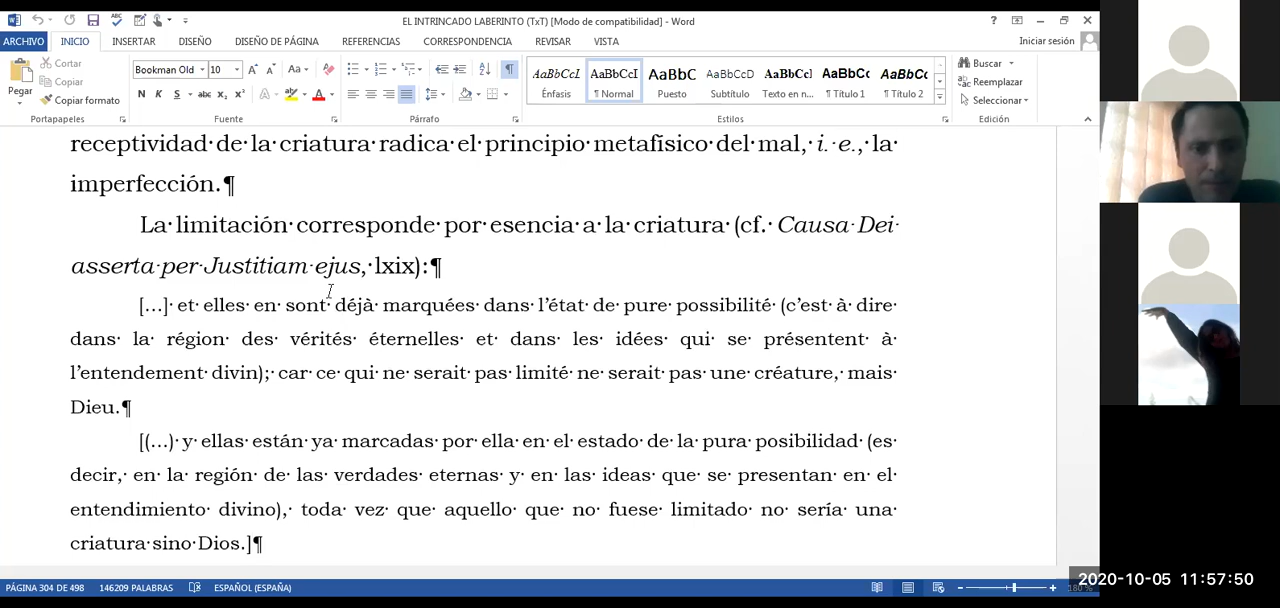 EL INTRINCADO LABERINTO (TxT) [Modo de compatibilidad] - Word
ARCHIVO INICIO INSERTAR DISEÑO DISEÑO DE PÁGINA REFERENCIAS CORRESPONDENCIA REVISAR VISTA Iniciar sesión
Pegar Cortar Copiar Copiar formato
Bookman Old 10
AaBbCcI AaBbCcI AaBbC AaBbCcD AaBbCcI AaBbCc AaBbCc
Énfasis ¶ Normal Puesto Subtítulo Texto en n... ¶ Título 1 ¶ Título 2
Buscar
Reemplazar
Seleccionar
Portapapeles Fuente Párrafo Estilos Edición
receptividad de la criatura radica el principio metafísico del mal, i. e., la
imperfección.¶
La limitación corresponde por esencia a la criatura (cf. Causa Dei
asserta per Justitiam ejus, lxix):¶
[...] et elles en sont déjà marquées dans l’état de pure possibilité (c’est à dire
dans la région des vérités éternelles et dans les idées qui se présentent à
l’entendement divin); car ce qui ne serait pas limité ne serait pas une créature, mais
Dieu.¶
[(...) y ellas están ya marcadas por ella en el estado de la pura posibilidad (es
decir, en la región de las verdades eternas y en las ideas que se presentan en el
entendimiento divino), toda vez que aquello que no fuese limitado no sería una
criatura sino Dios.]¶
PÁGINA 304 DE 498 146209 PALABRAS ESPAÑOL (ESPAÑA) 180 %
2020-10-05 11:57:50